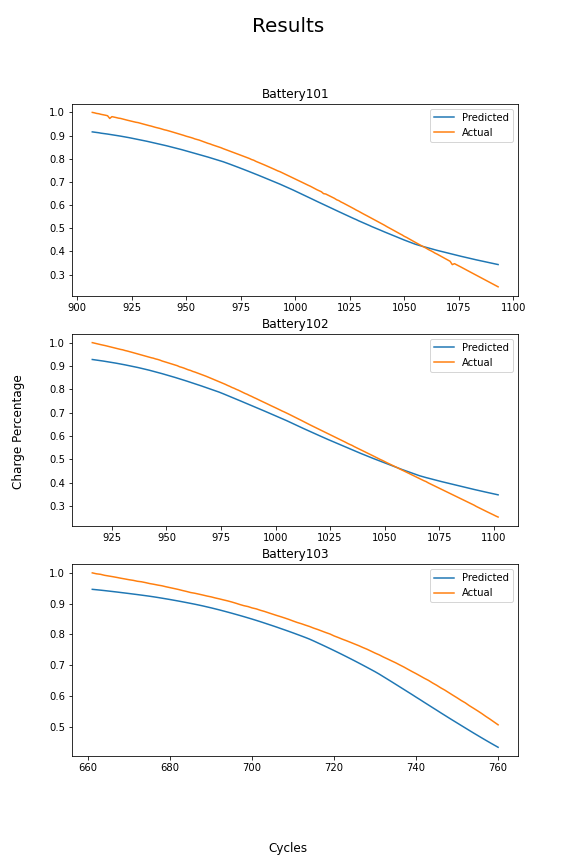 Results
Battery101
1.0
0.9
0.8
0.7
0.6
0.5
0.4
0.3
Predicted
Actual
900 925 950 975 1000 1025 1050 1075 1100
Battery102
Charge Percentage
1.0
0.9
0.8
0.7
0.6
0.5
0.4
0.3
Predicted
Actual
925 950 975 1000 1025 1050 1075 1100
Battery103
1.0
0.9
0.8
0.7
0.6
0.5
Predicted
Actual
660 680 700 720 740 760
Cycles